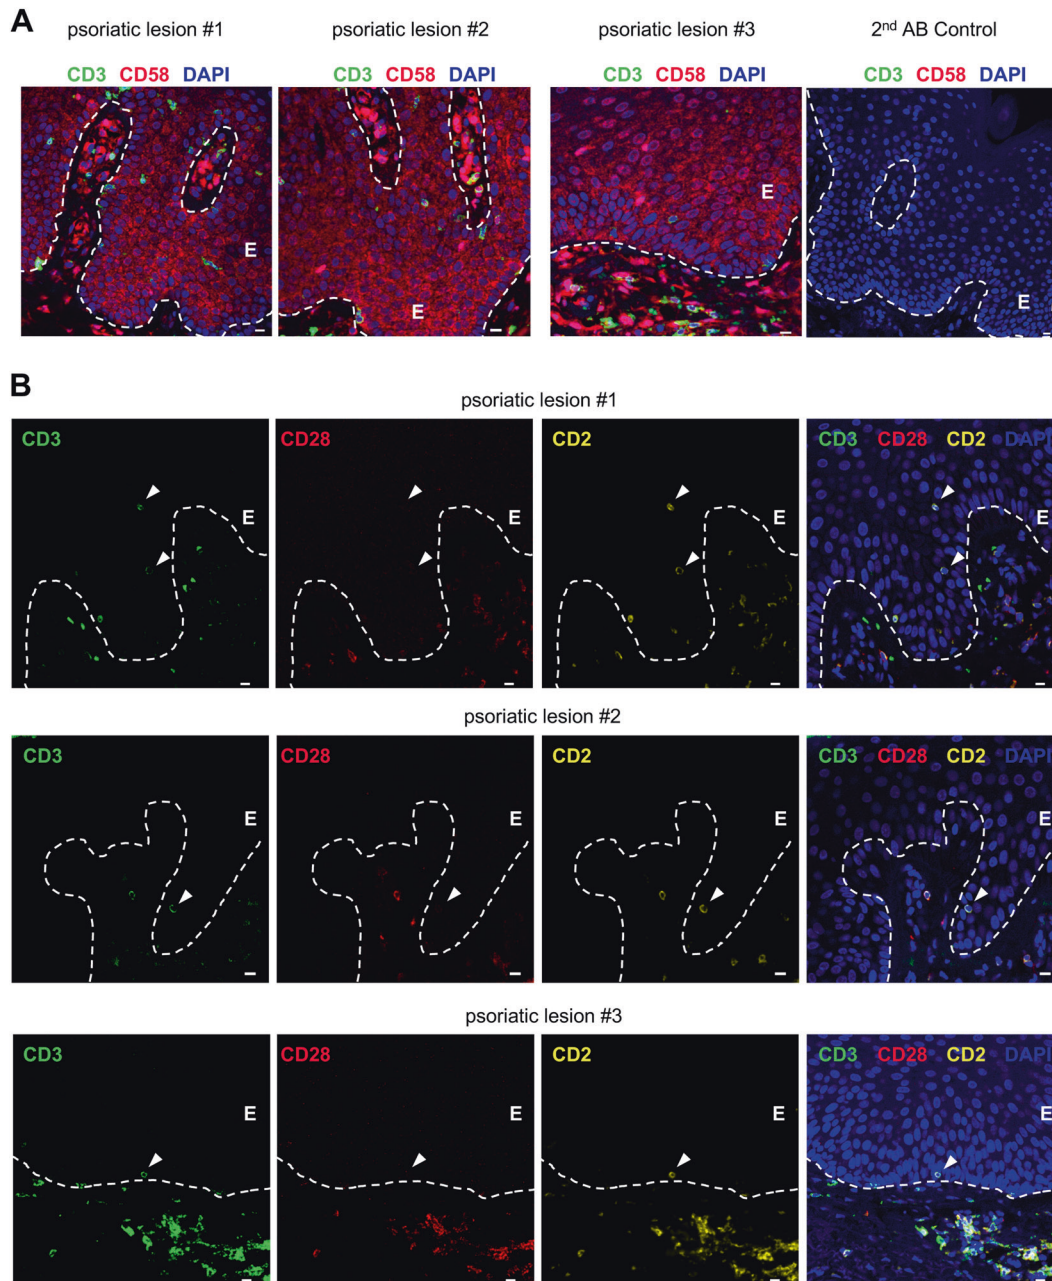 A
psoriatic lesion #1 psoriatic lesion #2 psoriatic lesion #3 2nd AB Control
CD3 CD58 DAPI CD3 CD58 DAPI CD3 CD58 DAPI CD3 CD58 DAPI
E E E E
B
psoriatic lesion #1
CD3 CD28 CD2 CD3 CD28 CD2 DAPI
E E E E
psoriatic lesion #2
CD3 CD28 CD2 CD3 CD28 CD2 DAPI
E E E E
psoriatic lesion #3
CD3 CD28 CD2 CD3 CD28 CD2 DAPI
E E E E